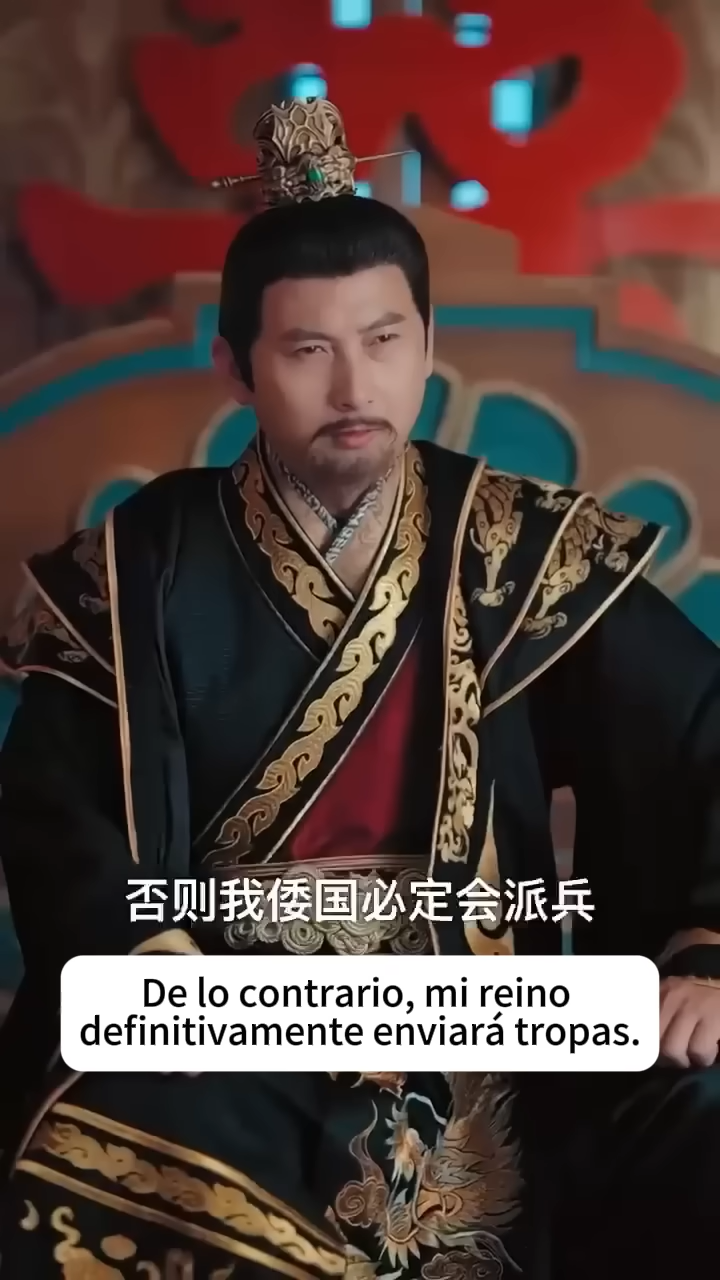 否则我倭国必定会派兵
De lo contrario, mi reino
definitivamente enviará tropas.